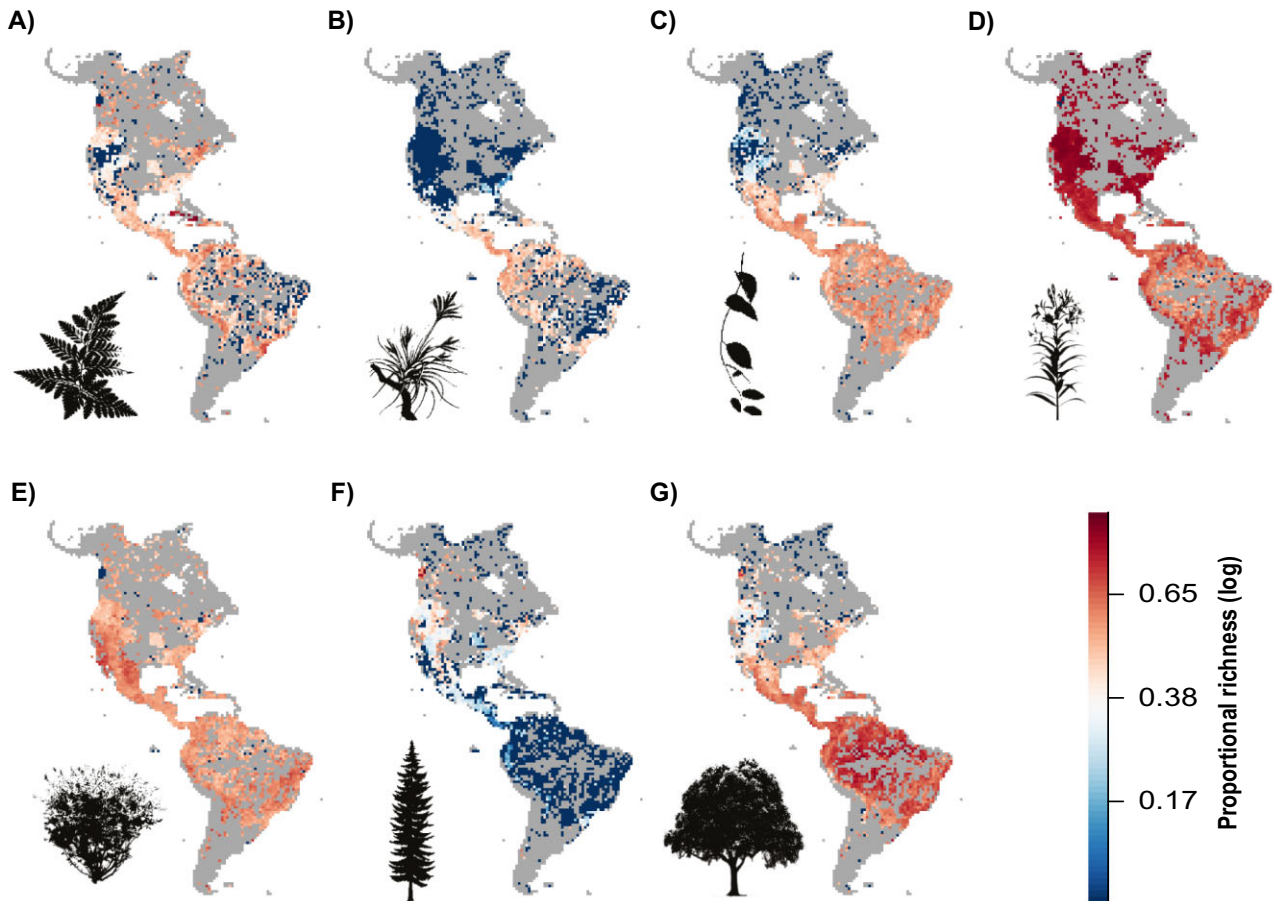 A)
B)
C)
D)
E)
F)
G)
0.65
0.38
0.17
Proportional richness (log)